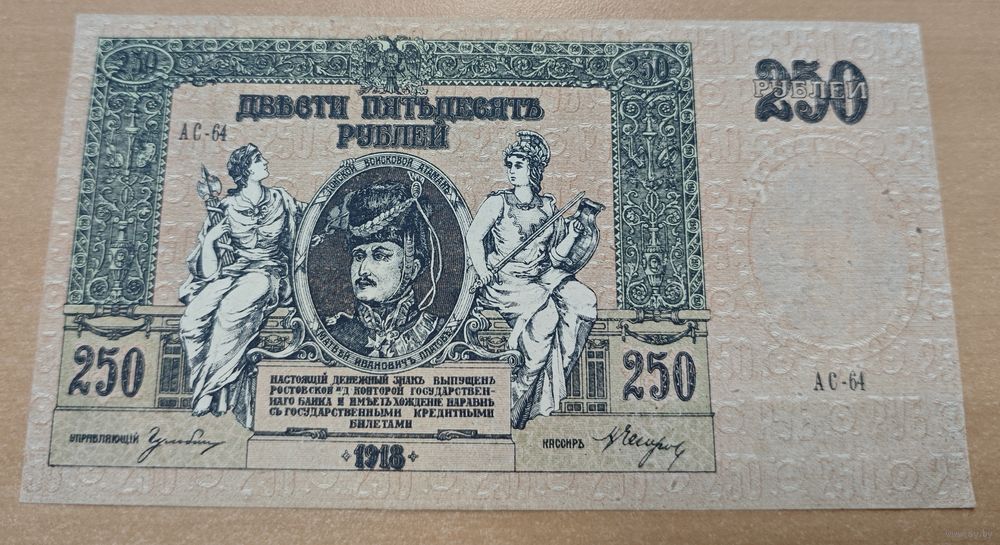 250
250
250
РУБЛЕЙ
ДВѢСТИ ПЯТЬДЕСЯТЪ
РУБЛЕЙ
АС-64
ДОНСКОЙ ВОЙСКОВОЙ АТАМАНЪ
МАТВѢЙ ИВАНОВИЧЪ ПЛАТОВЪ
250
250
НАСТОЯЩІЙ ДЕНЕЖНЫЙ ЗНАКЪ ВЫПУЩЕНЪ
РОСТОВСКОЙ Н/Д КОНТОРОЙ ГОСУДАРСТВЕН-
НАГО БАНКА И ИМѢЕТЪ ХОЖДЕНІЕ НАРАВНѢ
СЪ ГОСУДАРСТВЕННЫМИ КРЕДИТНЫМИ
БИЛЕТАМИ
АС-64
УПРАВЛЯЮЩІЙ
КАССИРЪ
1918